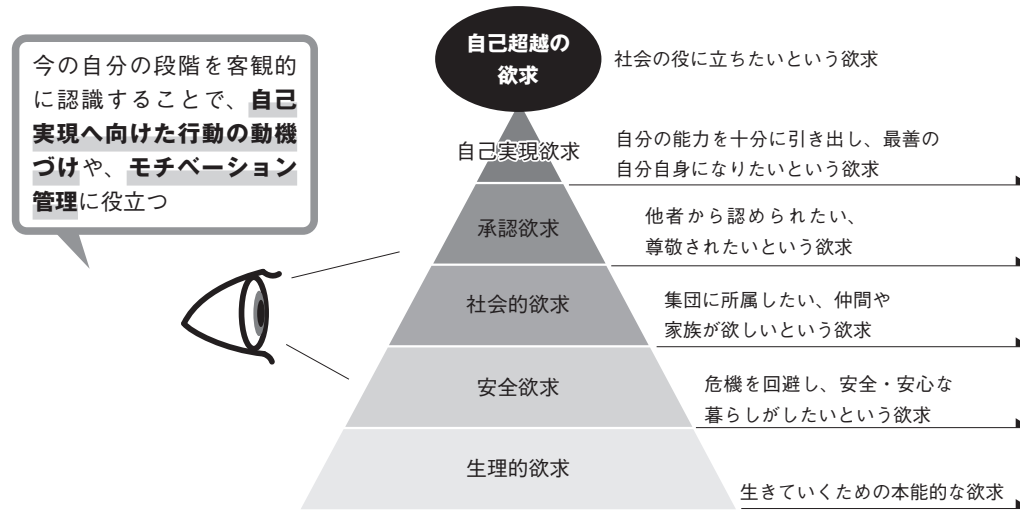 今の自分の段階を客観的
に認識することで、自己
実現へ向けた行動の動機
づけや、モチベーション
管理に役立つ
自己超越の
欲求
社会の役に立ちたいという欲求
自己実現欲求
自分の能力を十分に引き出し、最善の
自分自身になりたいという欲求
承認欲求
他者から認められたい、
尊敬されたいという欲求
社会的欲求
集団に所属したい、仲間や
家族が欲しいという欲求
安全欲求
危機を回避し、安全・安心な
暮らしがしたいという欲求
生理的欲求
生きていくための本能的な欲求